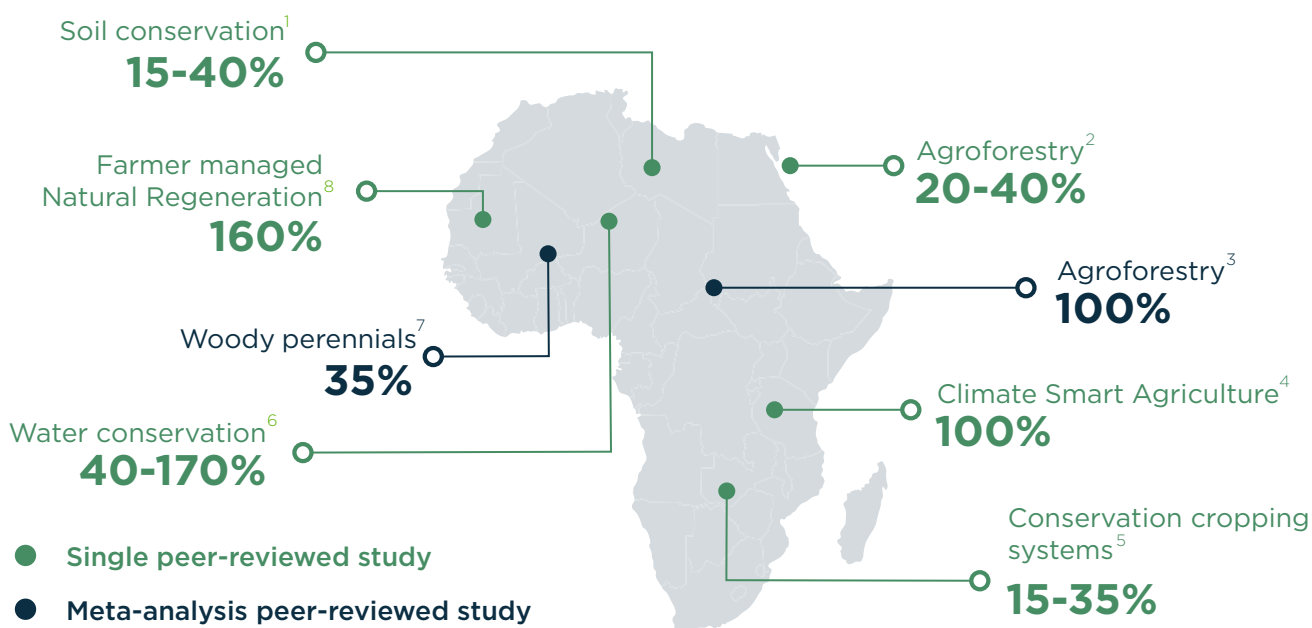 Soil conservation¹
15-40%
Farmer managed
Natural Regeneration⁸
160%
Woody perennials⁷
35%
Water conservation⁶
40-170%
Agroforestry²
20-40%
Agroforestry³
100%
Climate Smart Agriculture⁴
100%
Conservation cropping
systems⁵
15-35%
Single peer-reviewed study
Meta-analysis peer-reviewed study